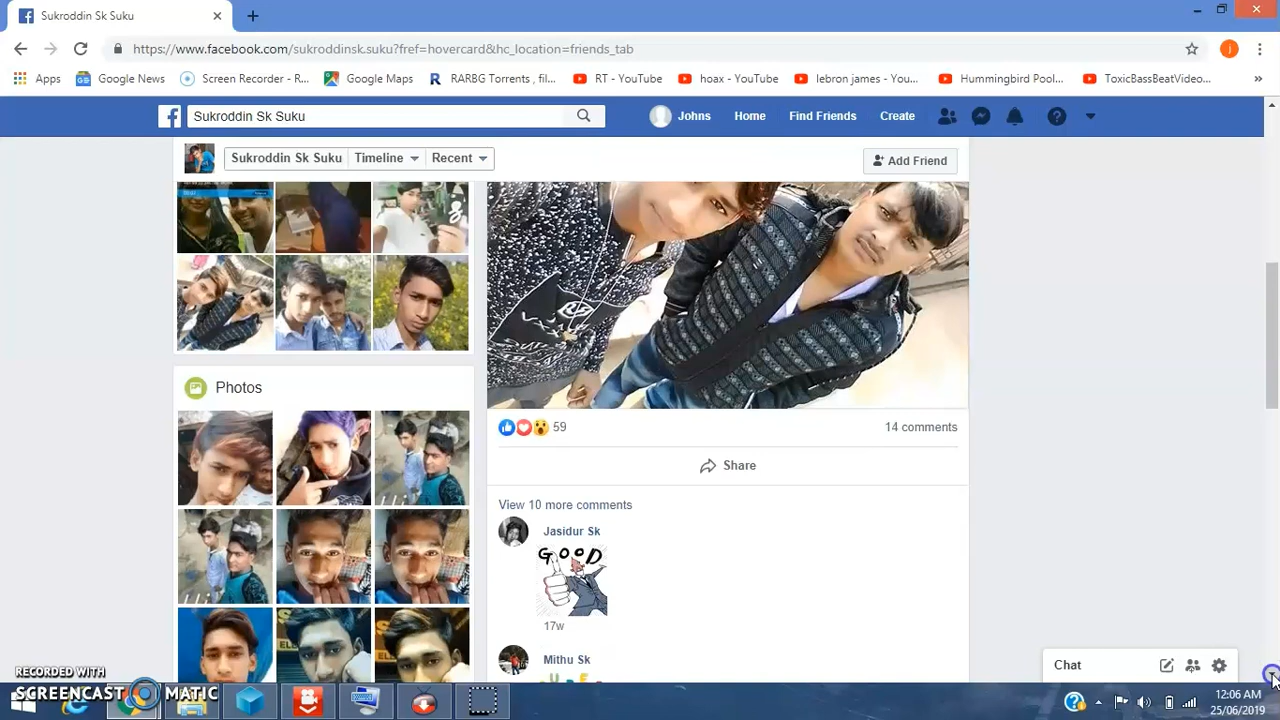 Sukroddin Sk Suku
https://www.facebook.com/sukroddinsk.suku?fref=hovercard&hc_location=friends_tab
Apps Google News Screen Recorder - R... Google Maps RARBG Torrents , fil... RT - YouTube hoax - YouTube lebron james - You... Hummingbird Pool... ToxicBassBeatVideo... »
Sukroddin Sk Suku Johns Home Find Friends Create
Sukroddin Sk Suku Timeline Recent Add Friend
59 14 comments
Photos
Share
View 10 more comments
Jasidur Sk
GOOD
17w
Mithu Sk
Chat
RECORDED WITH
SCREENCAST MATIC
12:06 AM
25/06/2019